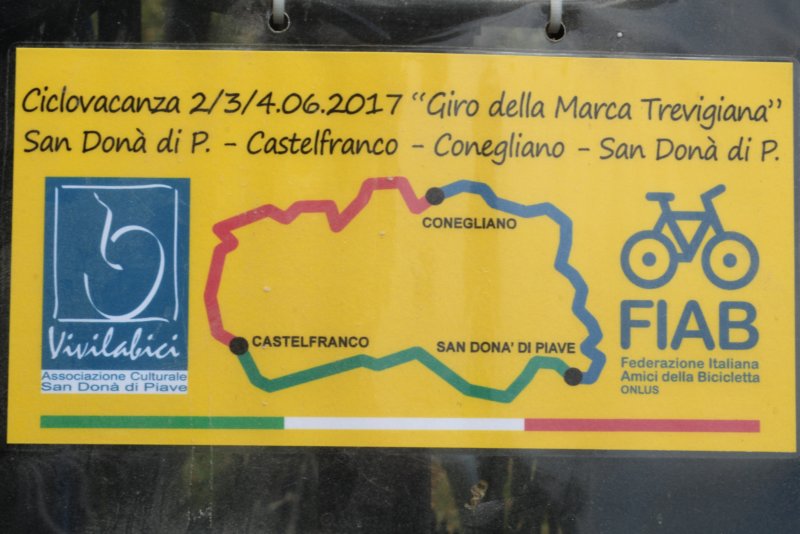 Ciclovacanza 2/3/4.06.2017 "Giro della Marca Trevigiana"
San Donà di P. - Castelfranco - Conegliano - San Donà di P.
CONEGLIANO
CASTELFRANCO
SAN DONA' DI PIAVE
Vivilabici
Associazione Culturale
San Donà di Piave
FIAB
Federazione Italiana
Amici della Bicicletta
ONLUS